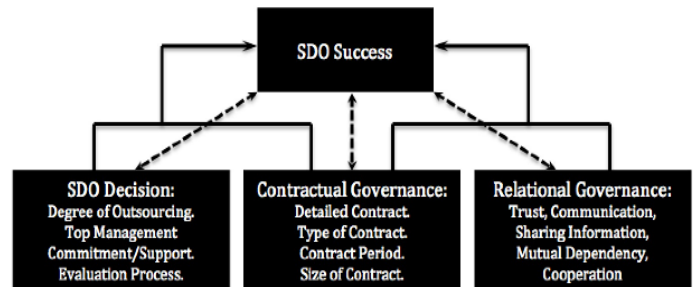 SDO Success
SDO Decision:
Degree of Outsourcing.
Top Management
Commitment/Support.
Evaluation Process.
Contractual Governance:
Detailed Contract.
Type of Contract.
Contract Period.
Size of Contract.
Relational Governance:
Trust, Communication,
Sharing Information,
Mutual Dependency,
Cooperation